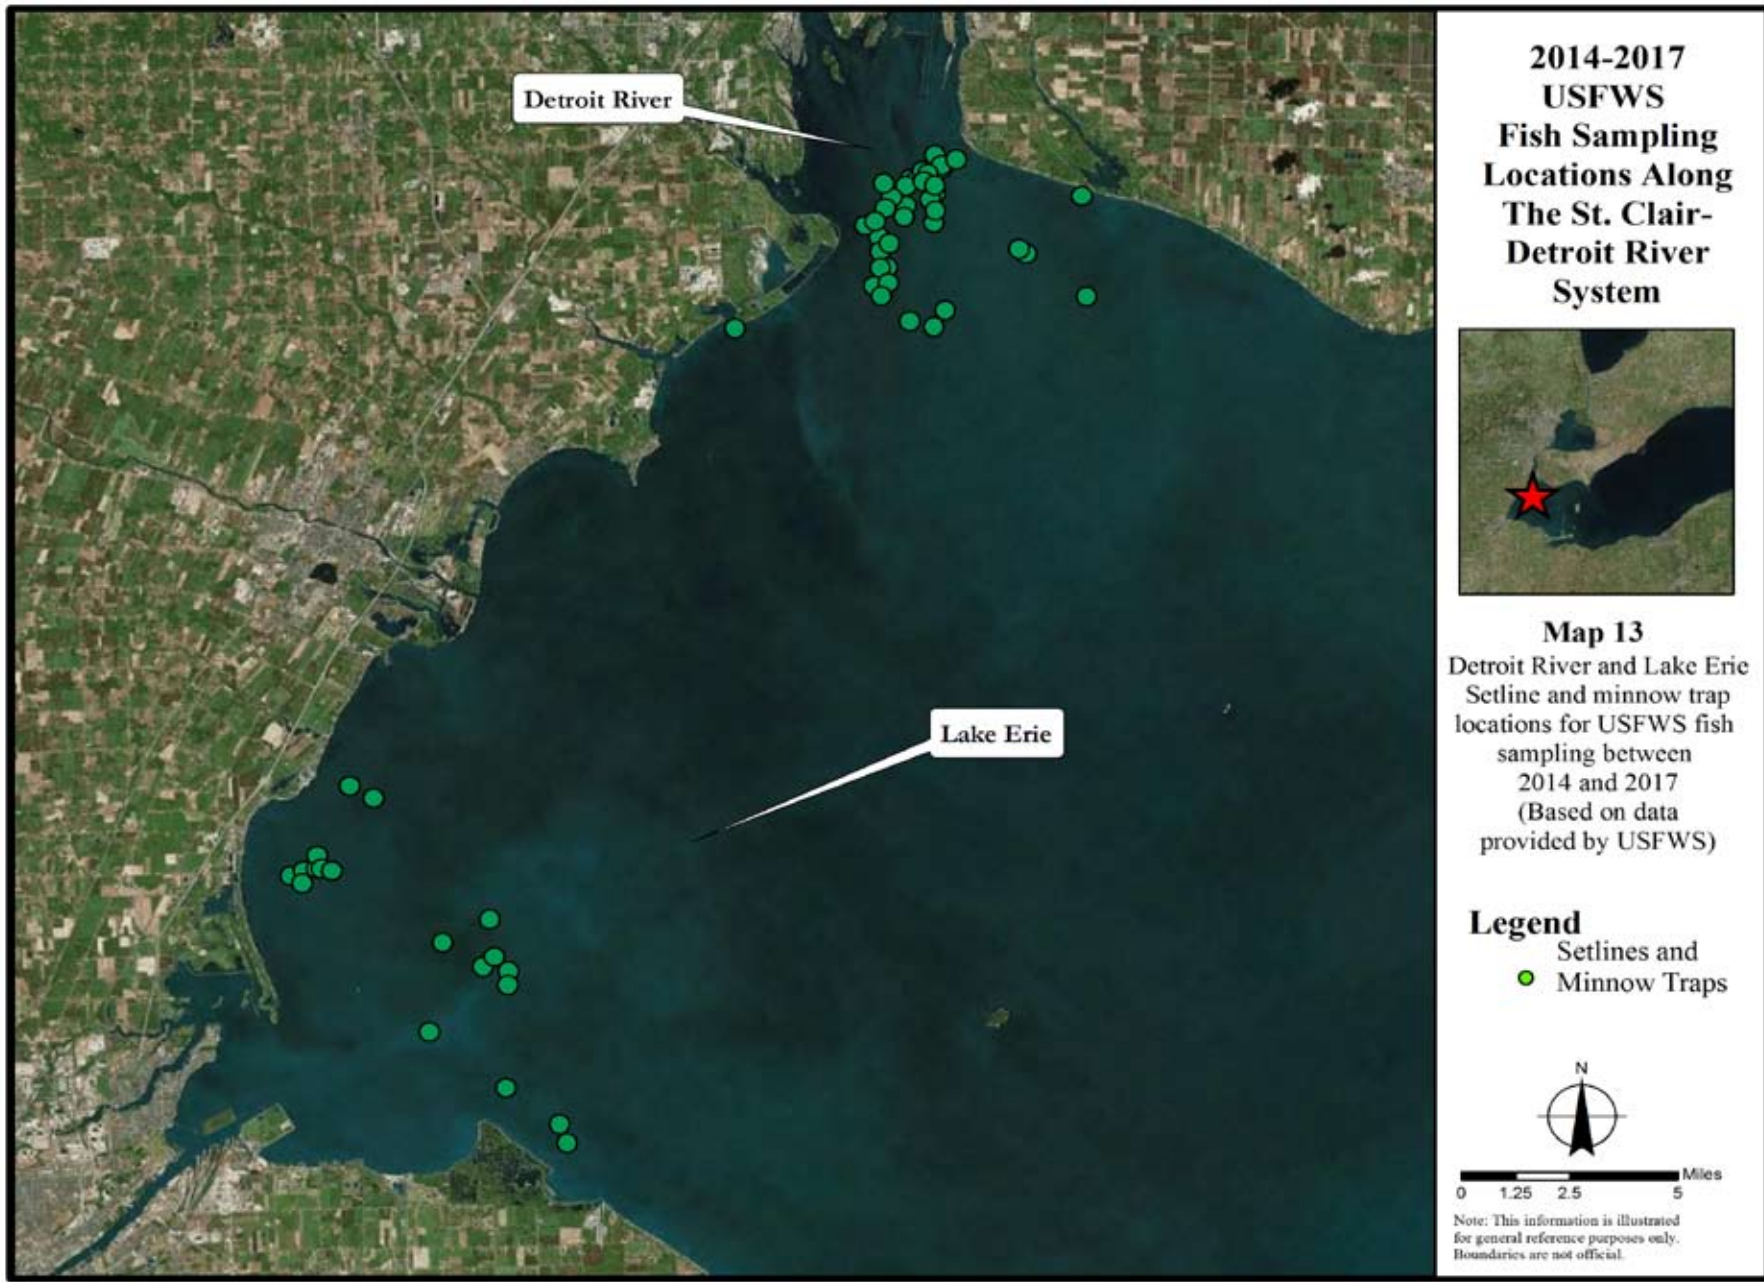 Detroit River
Lake Erie
2014-2017
USFWS
Fish Sampling
Locations Along
The St. Clair-
Detroit River
System
Map 13
Detroit River and Lake Erie
Setline and minnow trap
locations for USFWS fish
sampling between
2014 and 2017
(Based on data
provided by USFWS)
Legend
Setlines and
Minnow Traps
N
Miles
0 1.25 2.5 5
Note: This information is illustrated
for general reference purposes only.
Boundaries are not official.